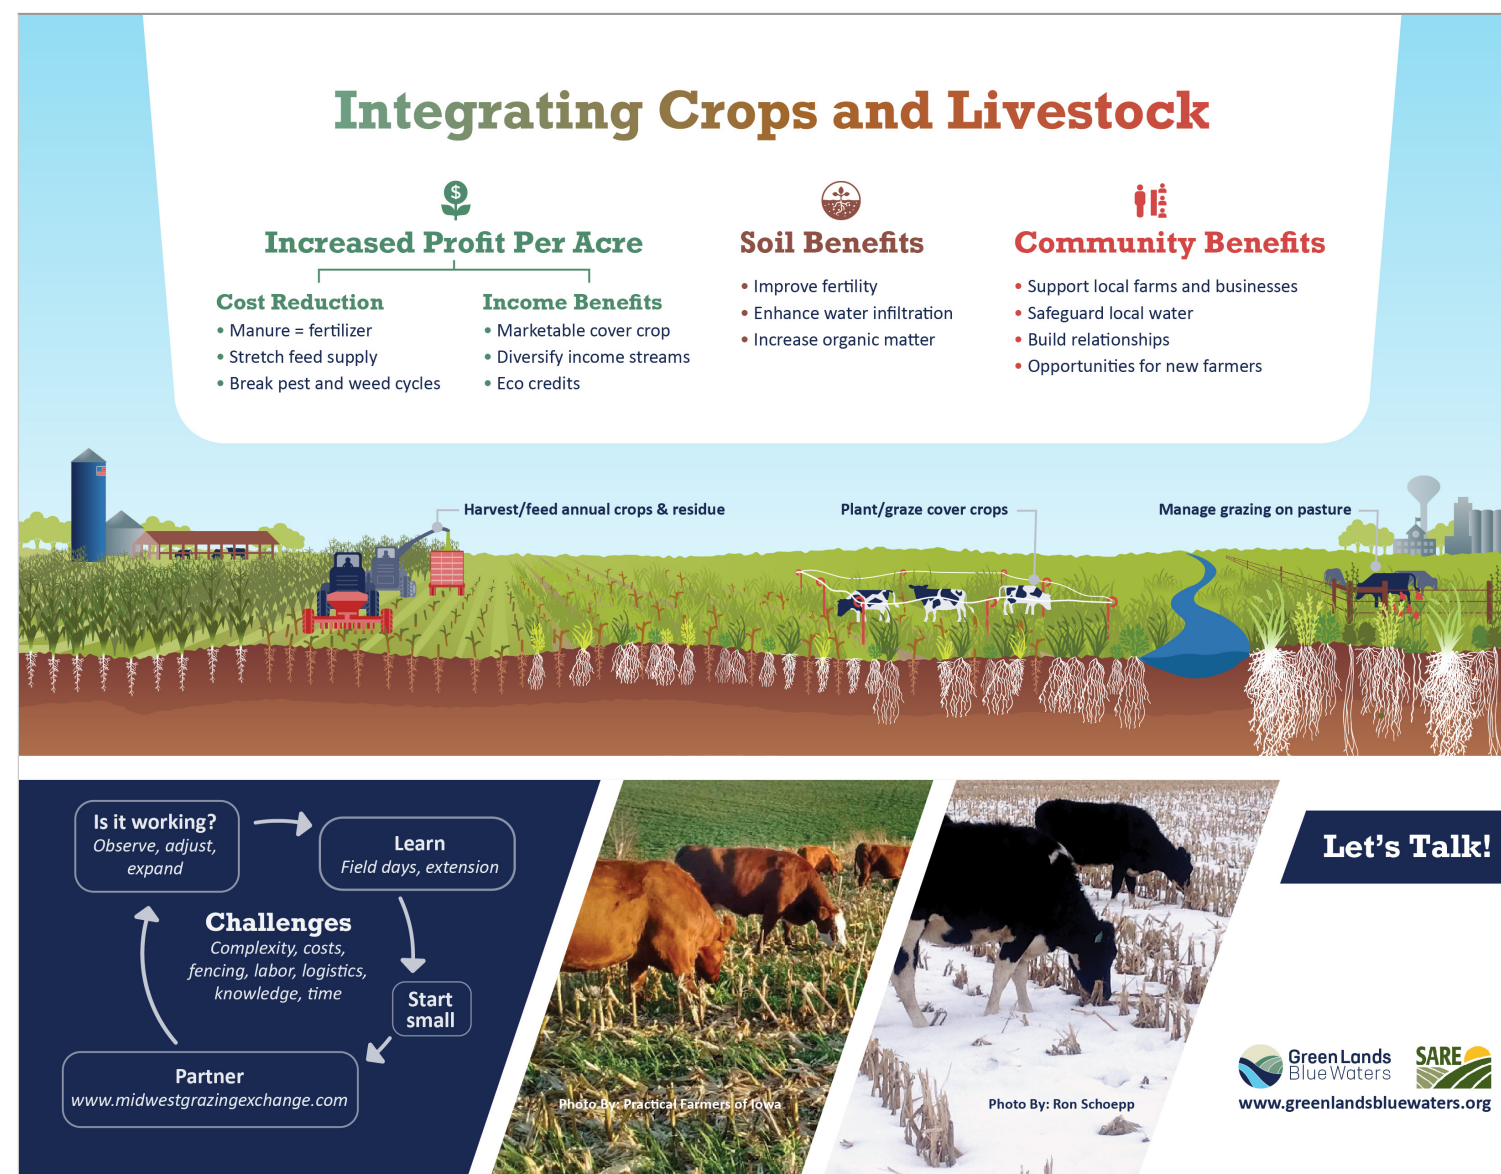 Integrating Crops and Livestock
$
Increased Profit Per Acre
Cost Reduction
• Manure = fertilizer
• Stretch feed supply
• Break pest and weed cycles
Income Benefits
• Marketable cover crop
• Diversify income streams
• Eco credits
Soil Benefits
• Improve fertility
• Enhance water infiltration
• Increase organic matter
Community Benefits
• Support local farms and businesses
• Safeguard local water
• Build relationships
• Opportunities for new farmers
Harvest/feed annual crops & residue
Plant/graze cover crops
Manage grazing on pasture
Is it working?
Observe, adjust,
expand
Learn
Field days, extension
Challenges
Complexity, costs,
fencing, labor, logistics,
knowledge, time
Start
small
Partner
www.midwestgrazingexchange.com
Photo By: Practical Farmers of Iowa
Photo By: Ron Schoepp
Let's Talk!
Green Lands
Blue Waters
SARE
www.greenlandsbluewaters.org